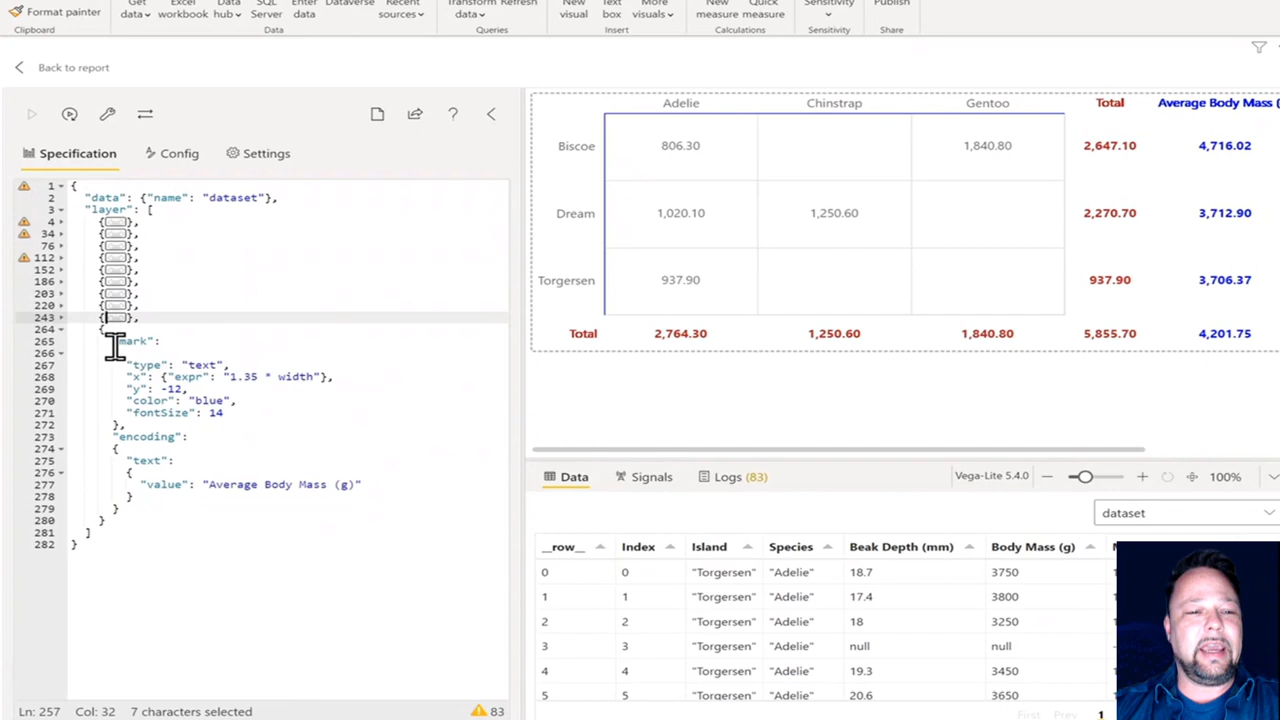 Format painter
Clipboard
Get
data
Excel
workbook
Data
hub
SQL
Server
Enter
data
Dataverse
Recent
sources
Data
Transform
data
Refresh
Queries
New
visual
Text
box
More
visuals
Insert
New
measure
Quick
measure
Calculations
Sensitivity
Sensitivity
Publish
Share
Back to report
Specification
Config
Settings
1 {
2 "data": {"name": "dataset"},
3 "layer": [
4 {...},
34 {...},
76 {...},
112 {...},
152 {...},
186 {...},
203 {...},
220 {...},
243 {...},
264 {
265 mark":
266
267 "type": "text",
268 "x": {"expr": "1.35 * width"},
269 "y": -12,
270 "color": "blue",
271 "fontSize": 14
272 },
273 "encoding":
274 {
275 "text":
276 {
277 "value": "Average Body Mass (g)"
278 }
279 }
280 }
281 ]
282 }
Ln: 257 Col: 32 7 characters selected 83
Adelie Chinstrap Gentoo Total Average Body Mass (
Biscoe 806.30 1,840.80 2,647.10 4,716.02
Dream 1,020.10 1,250.60 2,270.70 3,712.90
Torgersen 937.90 937.90 3,706.37
Total 2,764.30 1,250.60 1,840.80 5,855.70 4,201.75
Data Signals Logs (83) Vega-Lite 5.4.0 100%
dataset
__row__ Index Island Species Beak Depth (mm) Body Mass (g)
0 0 "Torgersen" "Adelie" 18.7 3750
1 1 "Torgersen" "Adelie" 17.4 3800
2 2 "Torgersen" "Adelie" 18 3250
3 3 "Torgersen" "Adelie" null null
4 4 "Torgersen" "Adelie" 19.3 3450
5 5 "Torgersen" "Adelie" 20.6 3650
First Prev 1